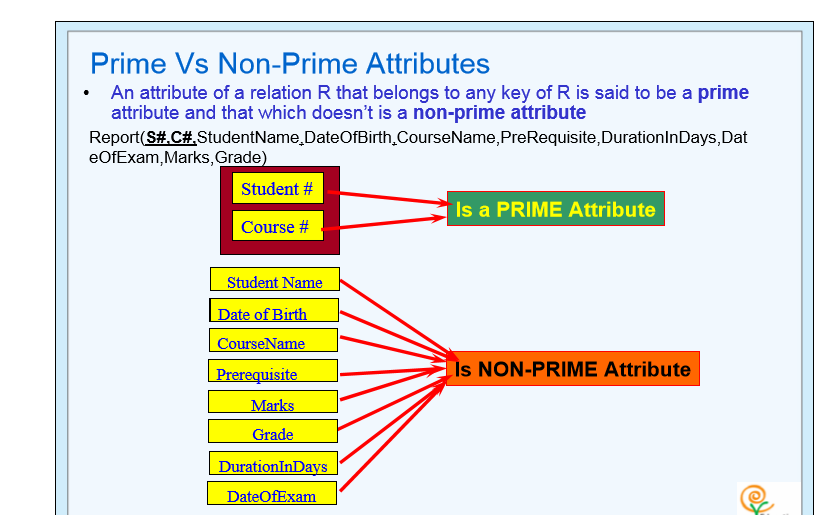 Prime Vs Non-Prime Attributes
• An attribute of a relation R that belongs to any key of R is said to be a prime
attribute and that which doesn't is a non-prime attribute
Report(S#,C#,StudentName,DateOfBirth,CourseName,PreRequisite,DurationInDays,Dat
eOfExam,Marks,Grade)
Student #
Is a PRIME Attribute
Course #
Student Name
Date of Birth
CourseName
Is NON-PRIME Attribute
Prerequisite
Marks
Grade
DurationInDays
DateOfExam